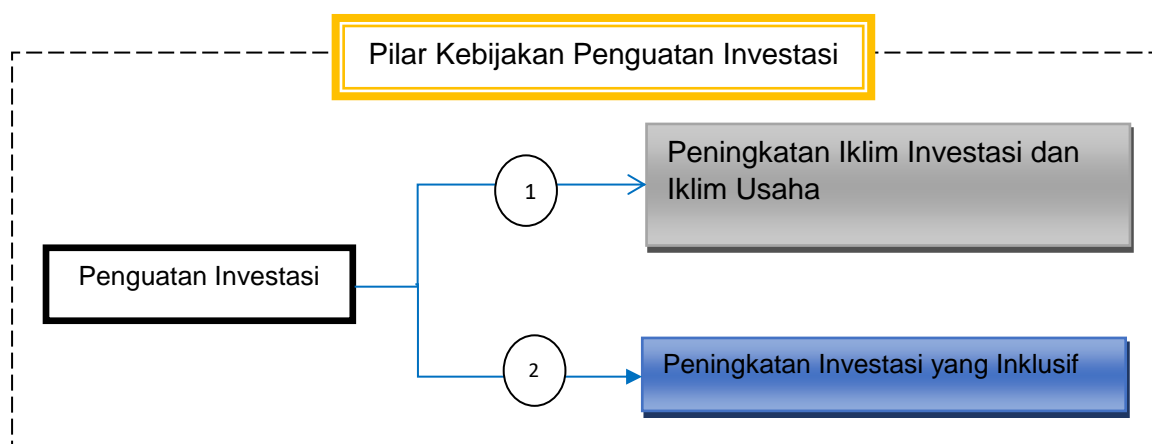 Pilar Kebijakan Penguatan Investasi
Peningkatan Iklim Investasi dan
Iklim Usaha
1
Penguatan Investasi
2
Peningkatan Investasi yang Inklusif